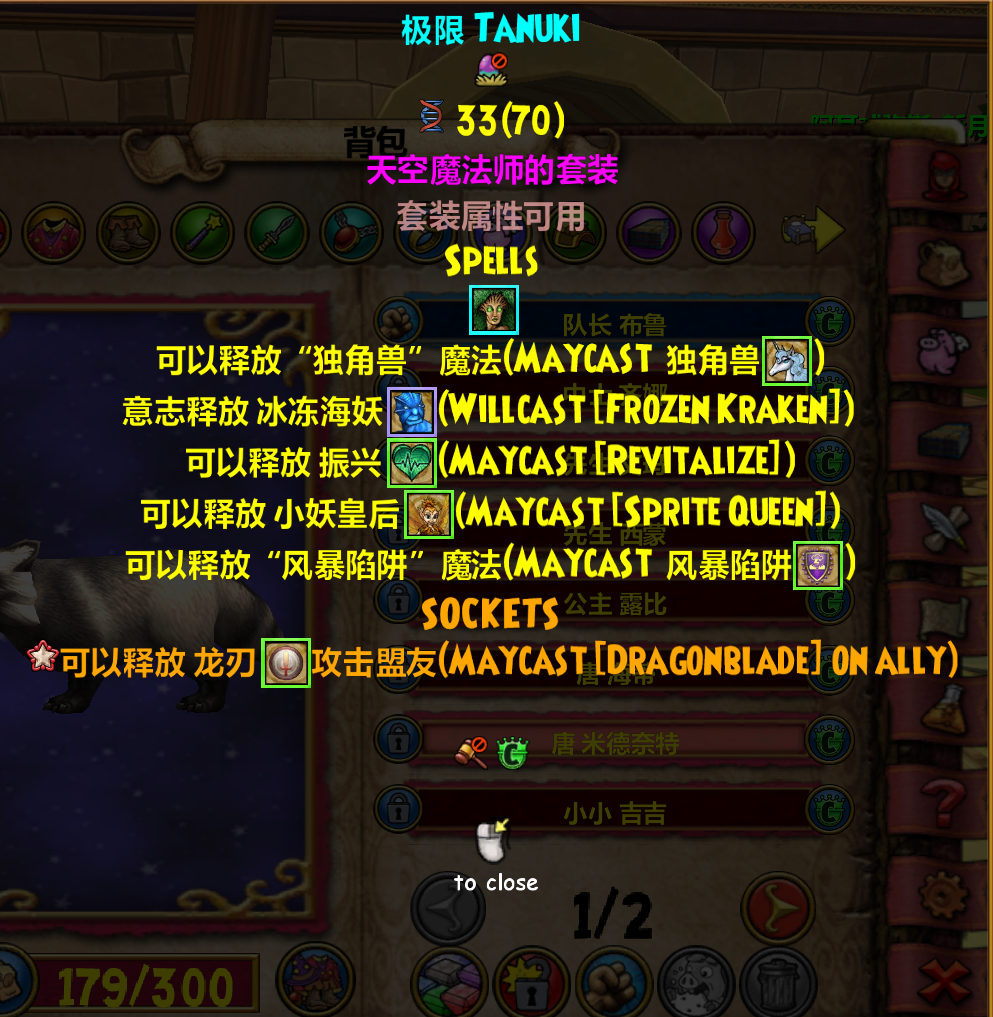 极限 TANUKI
33(70)
背包
天空魔法师的套装
套装属性可用
SPELLS
队长 布鲁
可以释放“独角兽”魔法(MAYCAST 独角兽)
意志释放 冰冻海妖(WILLCAST [FROZEN KRAKEN])
可以释放 振兴(MAYCAST [REVITALIZE])
可以释放 小妖皇后(MAYCAST [SPRITE QUEEN])
先生 西蒙
可以释放“风暴陷阱”魔法(MAYCAST 风暴陷阱)
SOCKETS
公主 露比
可以释放 龙刃攻击盟友(MAYCAST [DRAGONBLADE] ON ALLY)
唐 米德奈特
小小 吉吉
to close
1/2
179/300